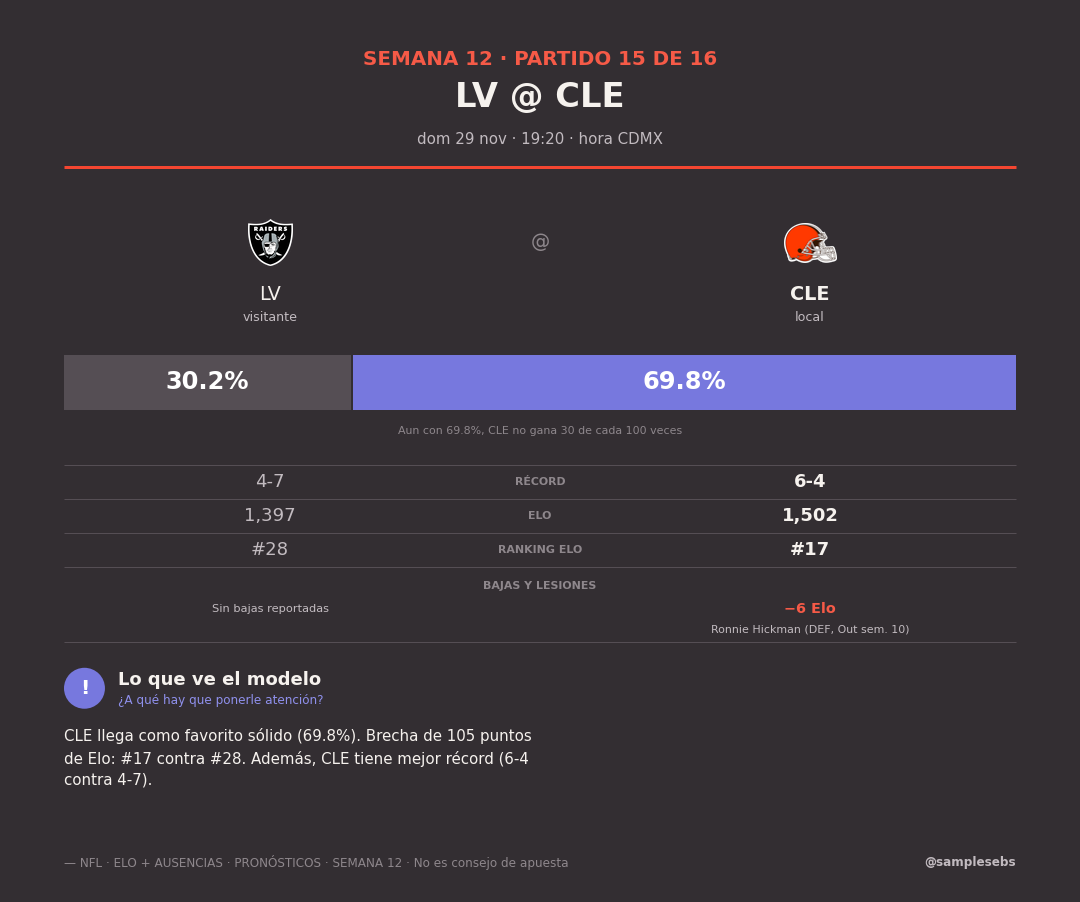 SEMANA 12 · PARTIDO 15 DE 16
LV @ CLE
dom 29 nov · 19:20 · hora CDMX
RAIDERS
@
LV
CLE
visitante
local
30.2%
69.8%
Aun con 69.8%, CLE no gana 30 de cada 100 veces
4-7 RÉCORD 6-4
1,397 ELO 1,502
#28 RANKING ELO #17
BAJAS Y LESIONES
Sin bajas reportadas −6 Elo
Ronnie Hickman (DEF, Out sem. 10)
!
Lo que ve el modelo
¿A qué hay que ponerle atención?
CLE llega como favorito sólido (69.8%). Brecha de 105 puntos
de Elo: #17 contra #28. Además, CLE tiene mejor récord (6-4
contra 4-7).
— NFL · ELO + AUSENCIAS · PRONÓSTICOS · SEMANA 12 · No es consejo de apuesta
@samplesebs